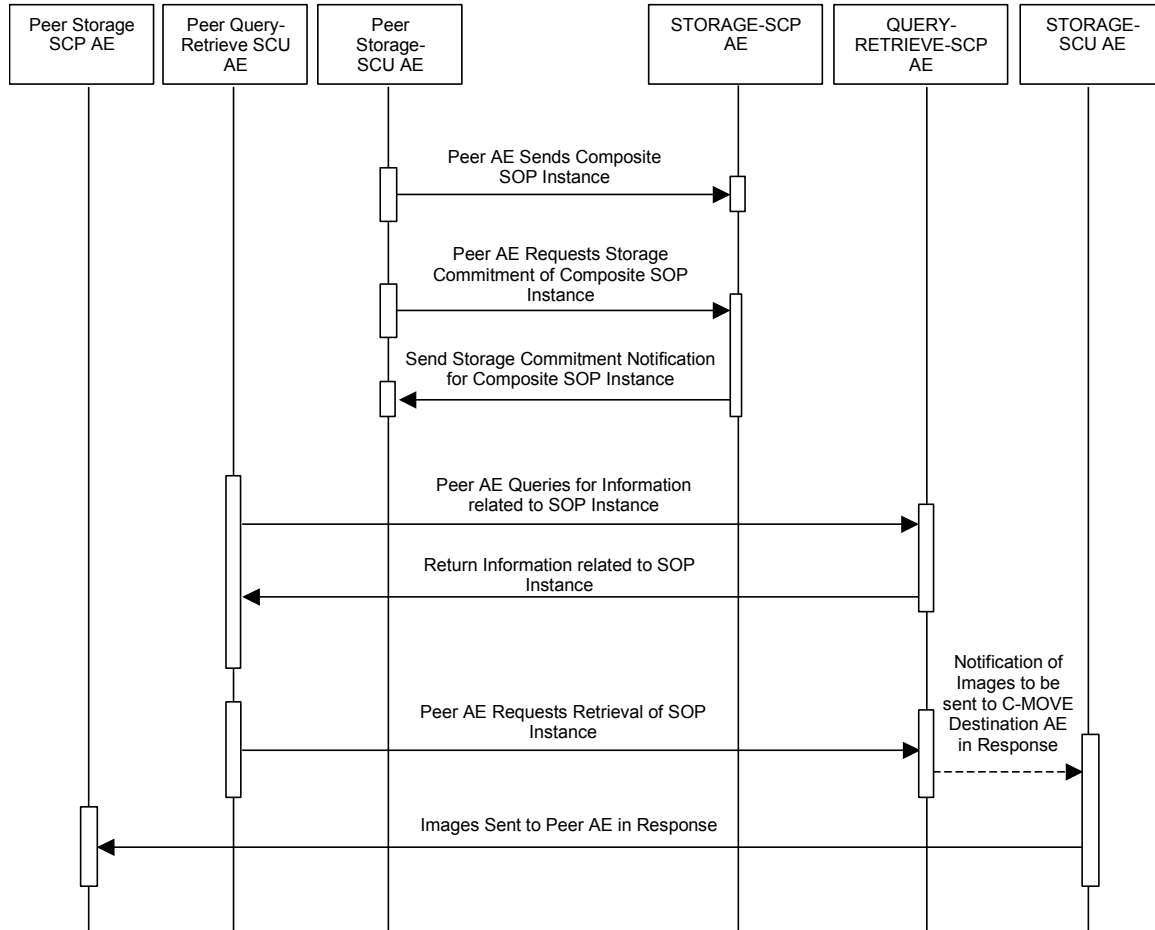 Peer Storage
SCP AE
Peer Query-
Retrieve SCU
AE
Peer
Storage-
SCU AE
STORAGE-SCP
AE
QUERY-
RETRIEVE-SCP
AE
STORAGE-
SCU AE
Peer AE Sends Composite
SOP Instance
Peer AE Requests Storage
Commitment of Composite SOP
Instance
Send Storage Commitment Notification
for Composite SOP Instance
Peer AE Queries for Information
related to SOP Instance
Return Information related to SOP
Instance
Notification of
Images to be
sent to C-MOVE
Destination AE
in Response
Peer AE Requests Retrieval of SOP
Instance
Images Sent to Peer AE in Response